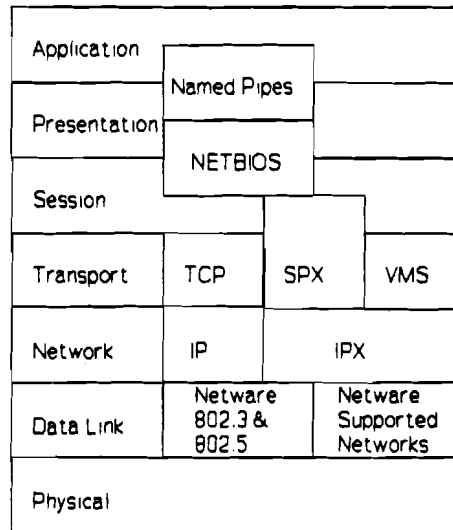 Application
Named Pipes
Presentation
NETBIOS
Session
Transport
TCP
SPX
VMS
Network
IP
IPX
Data Link
Netware
802.3 &
802.5
Netware
Supported
Networks
Physical